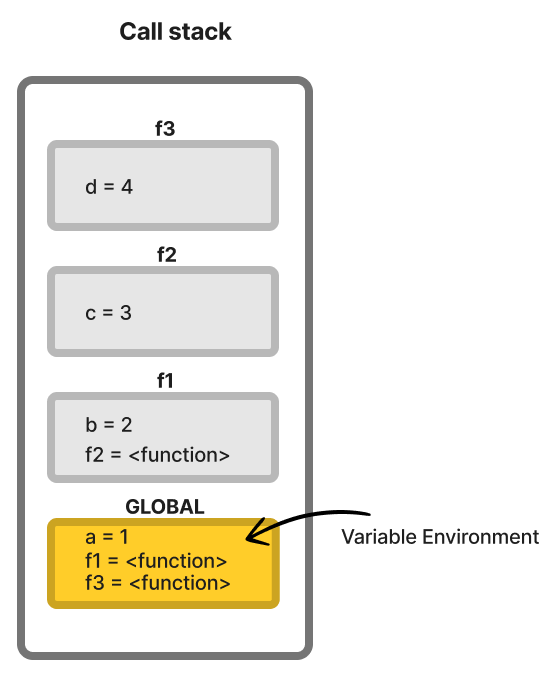 Call stack
f3
d = 4
f2
c = 3
f1
b = 2
f2 = <function>
GLOBAL
a = 1
f1 = <function>
f3 = <function>
Variable Environment